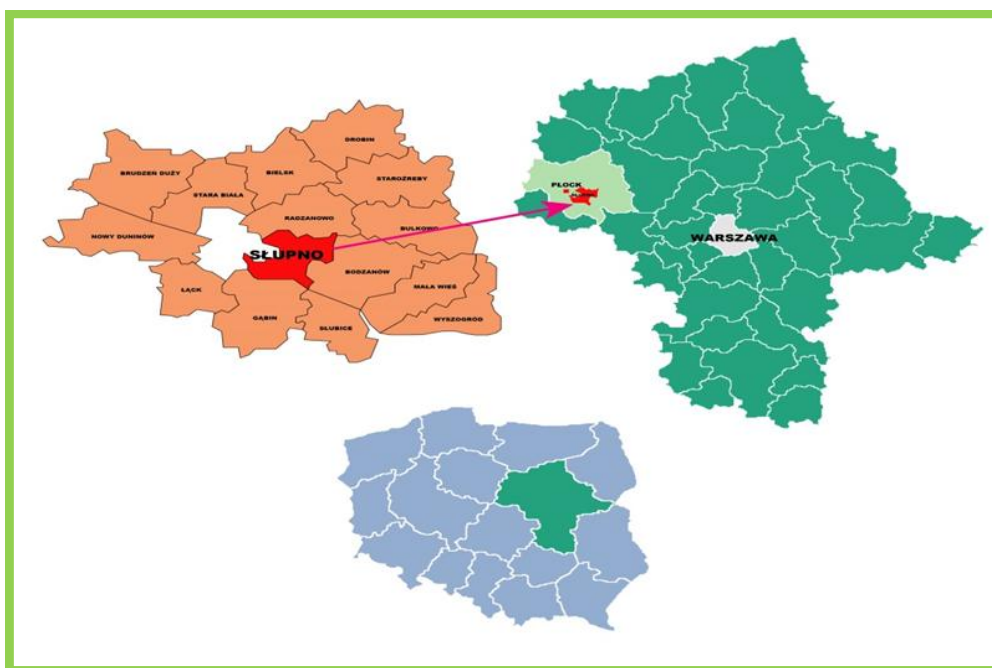 DROBIN
BRUDZEŃ DUŻY
BIELSK
STAROŹREBY
STARA BIAŁA
RADZANOWO
BULKOWO
NOWY DUNINÓW
SŁUPNO
BODZANÓW
ŁĄCK
MAŁA WIEŚ
GĄBIN
SŁUBICE
WYSZOGRÓD
PŁOCK
WARSZAWA